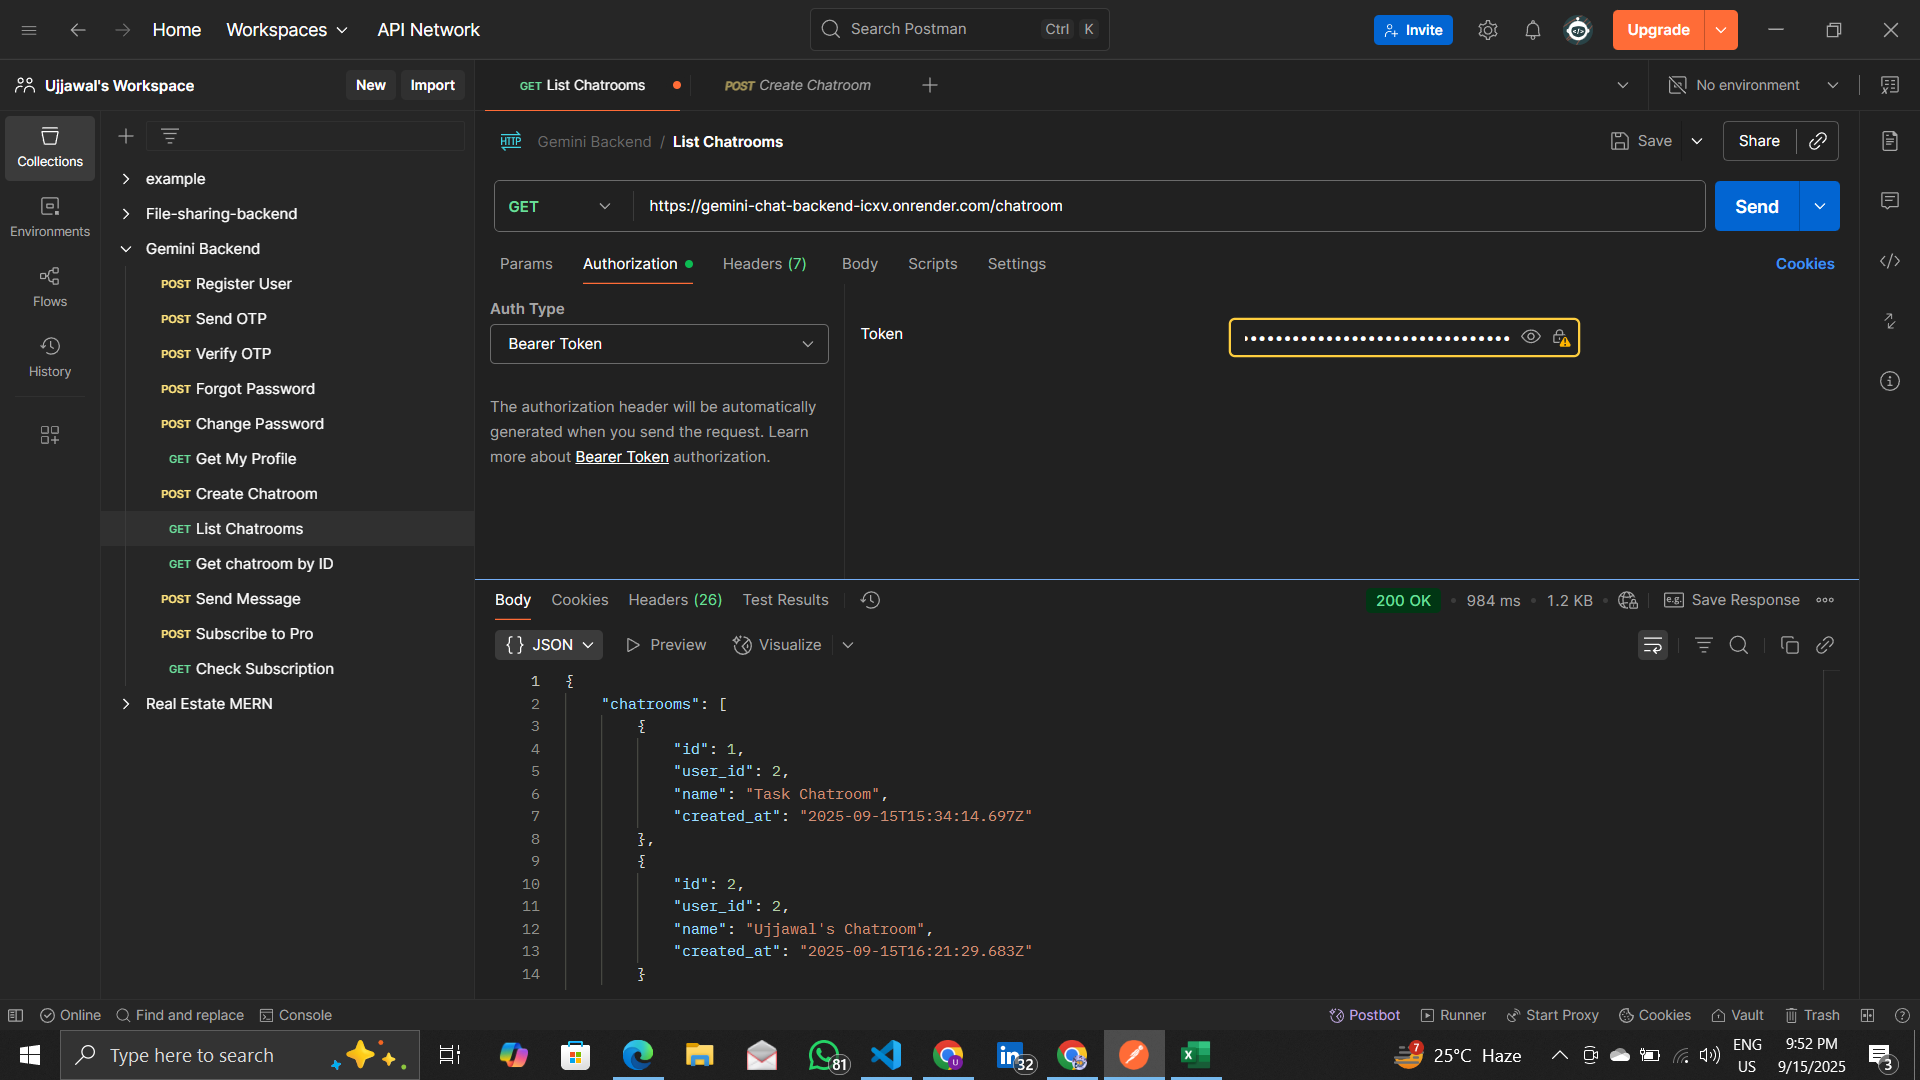 Home Workspaces API Network
Search Postman Ctrl K
Invite
Upgrade
Ujjawal's Workspace New Import
GET List Chatrooms POST Create Chatroom
No environment
Collections
Environments
Flows
History
example
File-sharing-backend
Gemini Backend
POST Register User
POST Send OTP
POST Verify OTP
POST Forgot Password
POST Change Password
GET Get My Profile
POST Create Chatroom
GET List Chatrooms
GET Get chatroom by ID
POST Send Message
POST Subscribe to Pro
GET Check Subscription
Real Estate MERN
HTTP Gemini Backend / List Chatrooms
Save Share
GET https://gemini-chat-backend-icxv.onrender.com/chatroom
Send
Params Authorization Headers (7) Body Scripts Settings Cookies
Auth Type
Bearer Token
The authorization header will be automatically
generated when you send the request. Learn
more about Bearer Token authorization.
Token
Body Cookies Headers (26) Test Results
200 OK 984 ms 1.2 KB e.g. Save Response
{} JSON Preview Visualize
1 {
2 "chatrooms": [
3 {
4 "id": 1,
5 "user_id": 2,
6 "name": "Task Chatroom",
7 "created_at": "2025-09-15T15:34:14.697Z"
8 },
9 {
10 "id": 2,
11 "user_id": 2,
12 "name": "Ujjawal's Chatroom",
13 "created_at": "2025-09-15T16:21:29.683Z"
14 }
Online Find and replace Console
Postbot Runner Start Proxy Cookies Vault Trash
Type here to search
81
32
7
25°C Haze
ENG
US
9:52 PM
9/15/2025
3